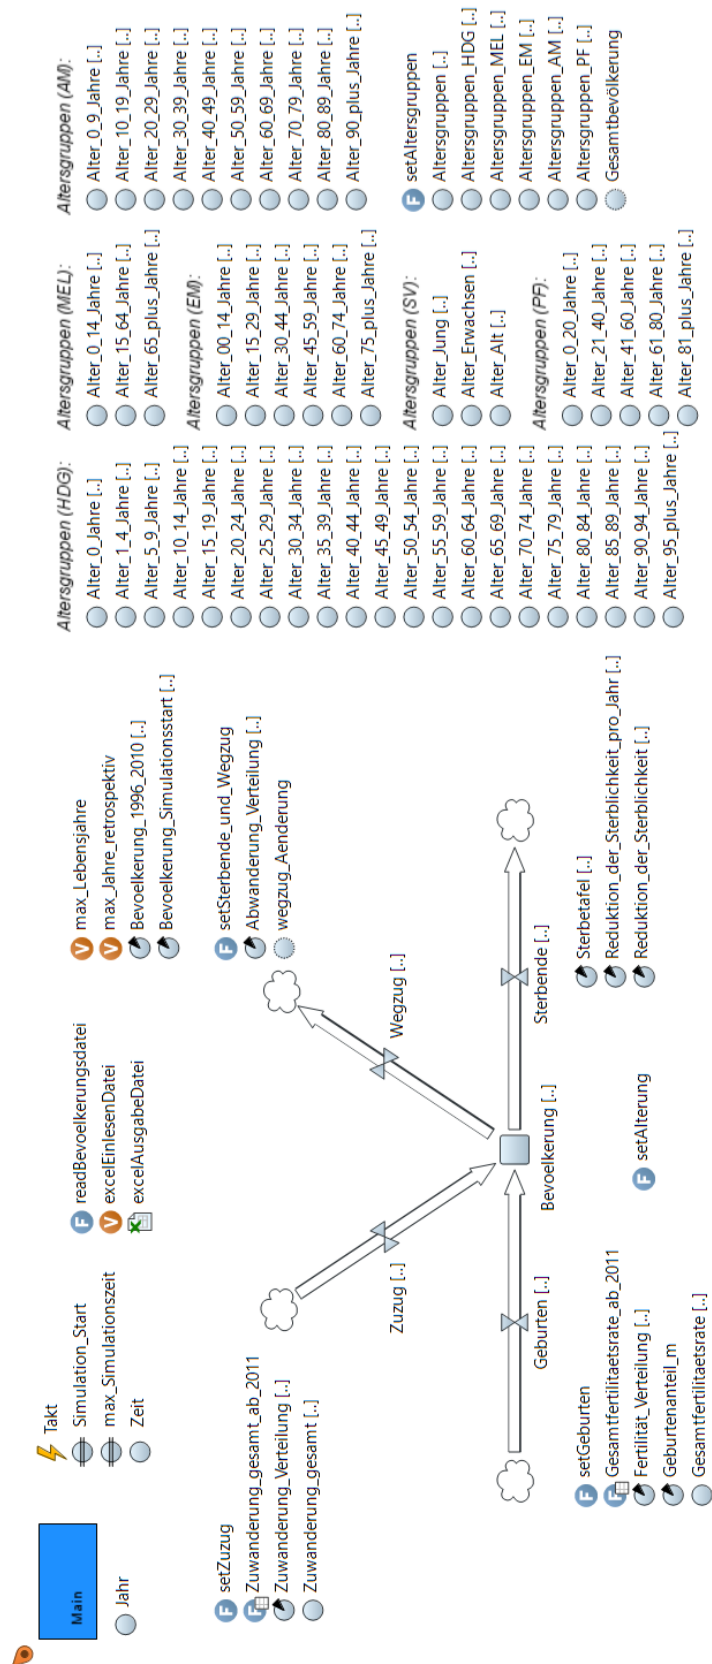 Main
Jahr
Takt
Simulation_Start
max_Simulationszeit
Zeit
readBevoelkerungsdatei
excelEinlesenDatei
excelAusgabeDatei
max_Lebensjahre
max_Jahre_retrospektiv
Bevoelkerung_1996_2010 [..]
Bevoelkerung_Simulationsstart [..]
setZuzug
Zuwanderung_gesamt_ab_2011
Zuwanderung_Verteilung [..]
Zuwanderung_gesamt [..]
Zuzug [..]
Wegzug [..]
setSterbende_und_Wegzug
Abwanderung_Verteilung [..]
wegzug_Aenderung
Geburten [..]
Bevoelkerung [..]
Sterbende [..]
setGeburten
Gesamtfertilitaetsrate_ab_2011
Fertilität_Verteilung [..]
Geburtenanteil_m
Gesamtfertilitaetsrate [..]
setAlterung
Sterbetafel [..]
Reduktion_der_Sterblichkeit_pro_Jahr [..]
Reduktion_der_Sterblichkeit [..]
Altersgruppen (HDG):
Alter_0_Jahre [..]
Alter_1_4_Jahre [..]
Alter_5_9_Jahre [..]
Alter_10_14_Jahre [..]
Alter_15_19_Jahre [..]
Alter_20_24_Jahre [..]
Alter_25_29_Jahre [..]
Alter_30_34_Jahre [..]
Alter_35_39_Jahre [..]
Alter_40_44_Jahre [..]
Alter_45_49_Jahre [..]
Alter_50_54_Jahre [..]
Alter_55_59_Jahre [..]
Alter_60_64_Jahre [..]
Alter_65_69_Jahre [..]
Alter_70_74_Jahre [..]
Alter_75_79_Jahre [..]
Alter_80_84_Jahre [..]
Alter_85_89_Jahre [..]
Alter_90_94_Jahre [..]
Alter_95_plus_Jahre [..]
Altersgruppen (MEL):
Alter_0_14_Jahre [..]
Alter_15_64_Jahre [..]
Alter_65_plus_Jahre [..]
Altersgruppen (EM):
Alter_00_14_Jahre [..]
Alter_15_29_Jahre [..]
Alter_30_44_Jahre [..]
Alter_45_59_Jahre [..]
Alter_60_74_Jahre [..]
Alter_75_plus_Jahre [..]
Altersgruppen (SV):
Alter_Jung [..]
Alter_Erwachsen [..]
Alter_Alt [..]
Altersgruppen (PF):
Alter_0_20_Jahre [..]
Alter_21_40_Jahre [..]
Alter_41_60_Jahre [..]
Alter_61_80_Jahre [..]
Alter_81_plus_Jahre [..]
Altersgruppen (AM):
Alter_0_9_Jahre [..]
Alter_10_19_Jahre [..]
Alter_20_29_Jahre [..]
Alter_30_39_Jahre [..]
Alter_40_49_Jahre [..]
Alter_50_59_Jahre [..]
Alter_60_69_Jahre [..]
Alter_70_79_Jahre [..]
Alter_80_89_Jahre [..]
Alter_90_plus_Jahre [..]
setAltersgruppen
Altersgruppen [..]
Altersgruppen_HDG [..]
Altersgruppen_MEL [..]
Altersgruppen_EM [..]
Altersgruppen_AM [..]
Altersgruppen_PF [..]
Gesamtbevölkerung